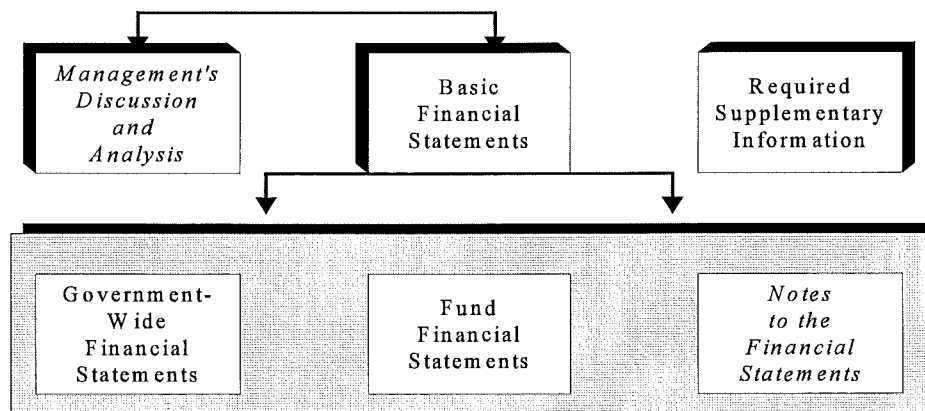 Management's
Discussion
and
Analysis
Basic
Financial
Statements
Required
Supplementary
Information
Government-
Wide
Financial
Statements
Fund
Financial
Statements
Notes
to the
Financial
Statements